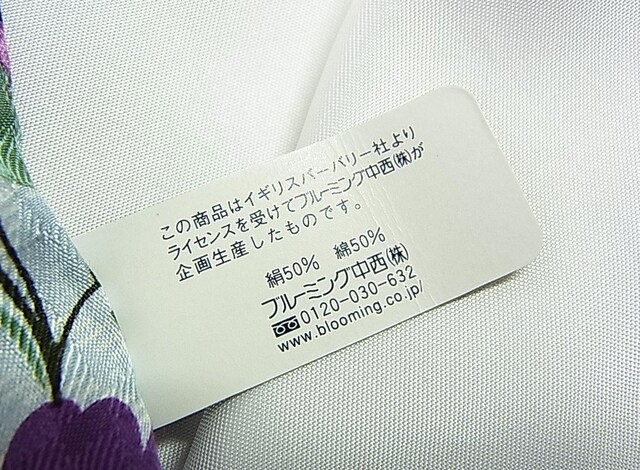 この商品はイギリスバーバリー社より
ライセンスを受けてブルーミング中西(株)が
企画生産したものです。
絹50% 綿50%
ブルーミング中西(株)
0120-030-632
www.blooming.co.jp/